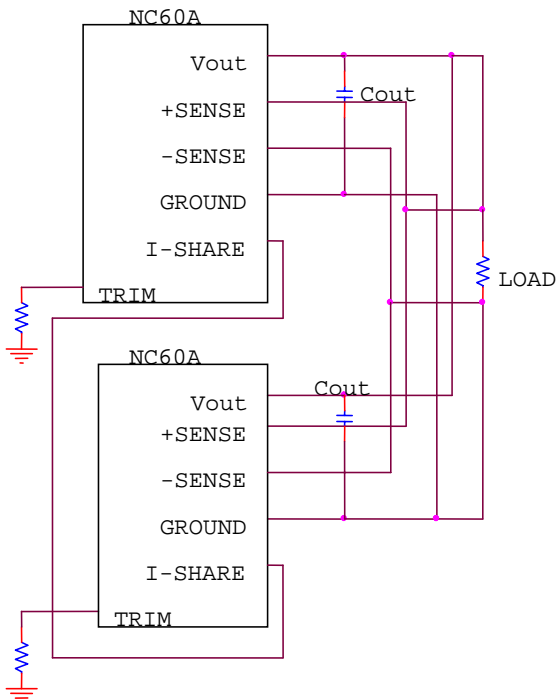 NC60A
Vout
Cout
+SENSE
-SENSE
GROUND
I-SHARE
LOAD
TRIM
NC60A
Cout
Vout
+SENSE
-SENSE
GROUND
I-SHARE
TRIM